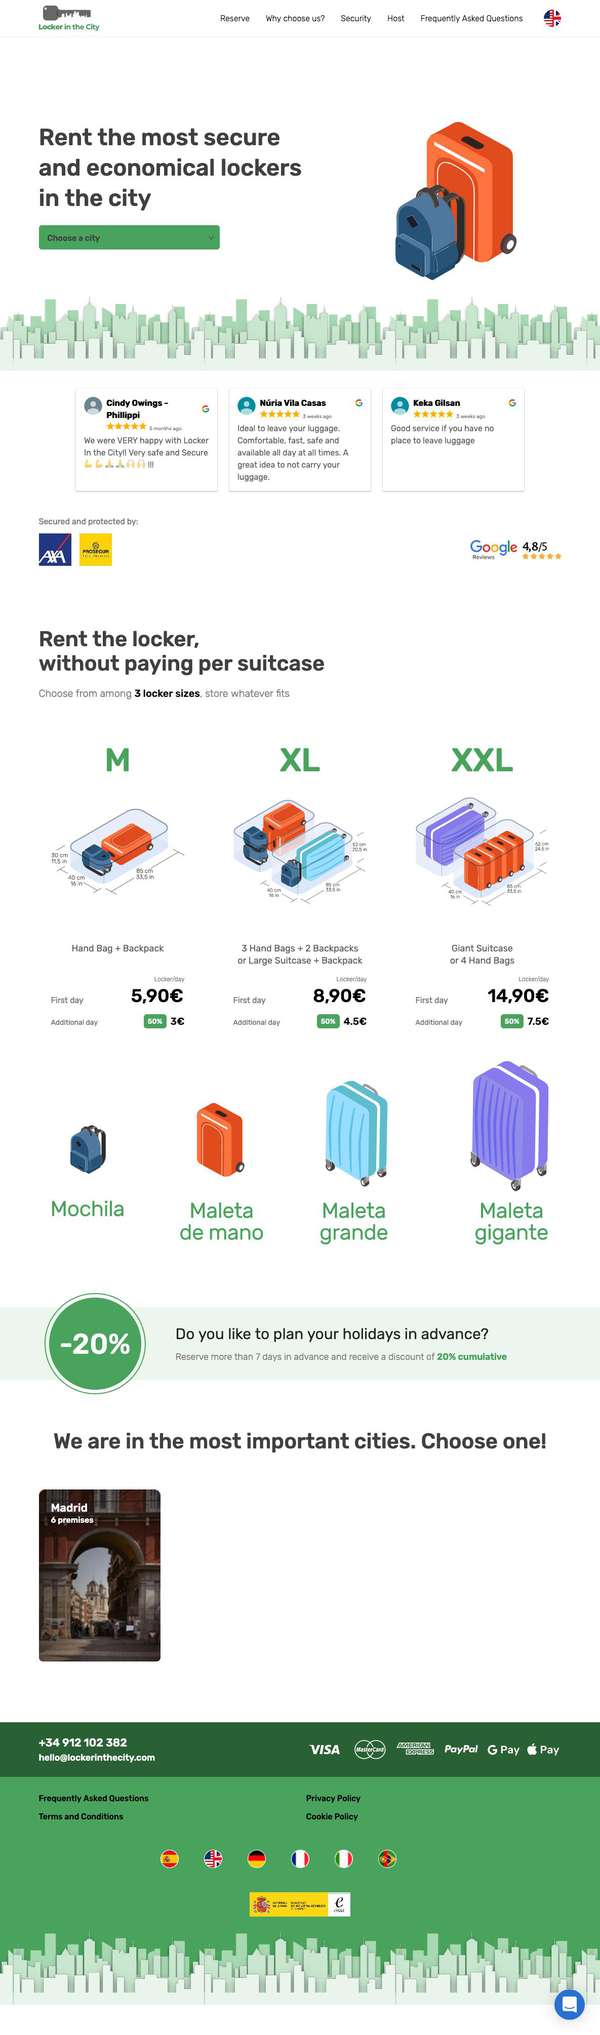 Locker in the City
Reserve
Why choose us?
Security
Host
Frequently Asked Questions
Rent the most secure
and economical lockers
in the city
Choose a city
Cindy Owings -
Phillippi
5 months ago
We were VERY happy with Locker
In the City!! Very safe and Secure
!!!
Núria Vila Casas
3 weeks ago
Ideal to leave your luggage.
Comfortable, fast, safe and
available all day at all times. A
great idea to not carry your
luggage.
Keka Gilsan
3 weeks ago
Good service if you have no
place to leave luggage
Secured and protected by:
AXA
PROSEGUR
Google 4,8/5
Reviews
Rent the locker,
without paying per suitcase
Choose from among 3 locker sizes, store whatever fits
M
XL
XXL
30 cm
11,5 in
40 cm
16 in
85 cm
33,5 in
52 cm
20,5 in
40 cm
16 in
85 cm
33,5 in
62 cm
24,5 in
40 cm
16 in
85 cm
33,5 in
Hand Bag + Backpack
Locker/day
First day 5,90€
Additional day 50% 3€
3 Hand Bags + 2 Backpacks
or Large Suitcase + Backpack
Locker/day
First day 8,90€
Additional day 50% 4.5€
Giant Suitcase
or 4 Hand Bags
Locker/day
First day 14,90€
Additional day 50% 7.5€
Mochila
Maleta
de mano
Maleta
grande
Maleta
gigante
-20%
Do you like to plan your holidays in advance?
Reserve more than 7 days in advance and receive a discount of 20% cumulative
We are in the most important cities. Choose one!
Madrid
6 premises
+34 912 102 382
hello@lockerinthecity.com
VISA
MasterCard
AMERICAN
EXPRESS
PayPal
G Pay
Pay
Frequently Asked Questions
Terms and Conditions
Privacy Policy
Cookie Policy